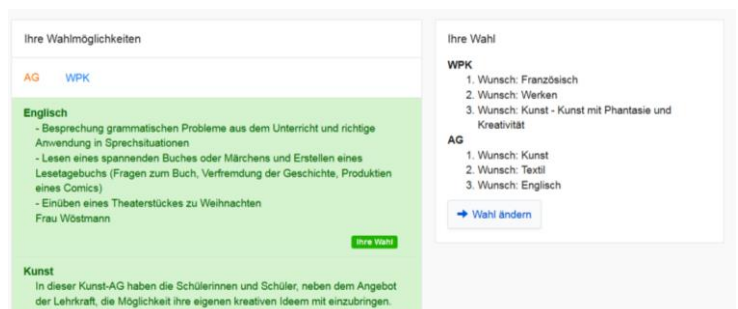 Ihre Wahlmöglichkeiten
AG WPK
Englisch
- Besprechung grammatischen Probleme aus dem Unterricht und richtige
Anwendung in Sprechsituationen
- Lesen eines spannenden Buches oder Märchens und Erstellen eines
Lesetagebuchs (Fragen zum Buch, Verfremdung der Geschichte, Produktien
eines Comics)
- Einüben eines Theaterstückes zu Weihnachten
Frau Wöstmann
Ihre Wahl
Kunst
In dieser Kunst-AG haben die Schülerinnen und Schüler, neben dem Angebot
der Lehrkraft, die Möglichkeit ihre eigenen kreativen Ideem mit einzubringen.
Ihre Wahl
WPK
1. Wunsch: Französisch
2. Wunsch: Werken
3. Wunsch: Kunst - Kunst mit Phantasie und
Kreativität
AG
1. Wunsch: Kunst
2. Wunsch: Textil
3. Wunsch: Englisch
➔ Wahl ändern